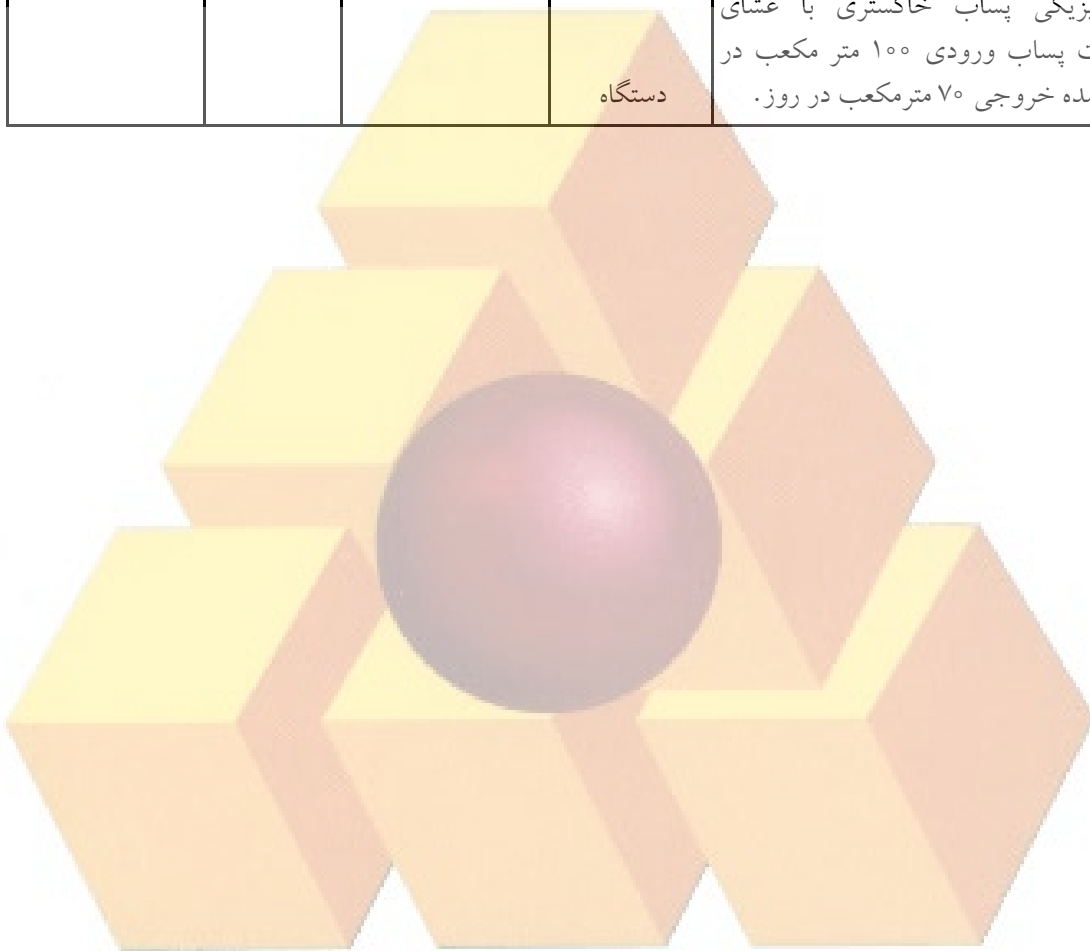 پساب خاکستری با غشای
پساب ورودی ۱۰۰ متر مکعب در
خروجی ۷۰ مترمکعب در روز.
دستگاه